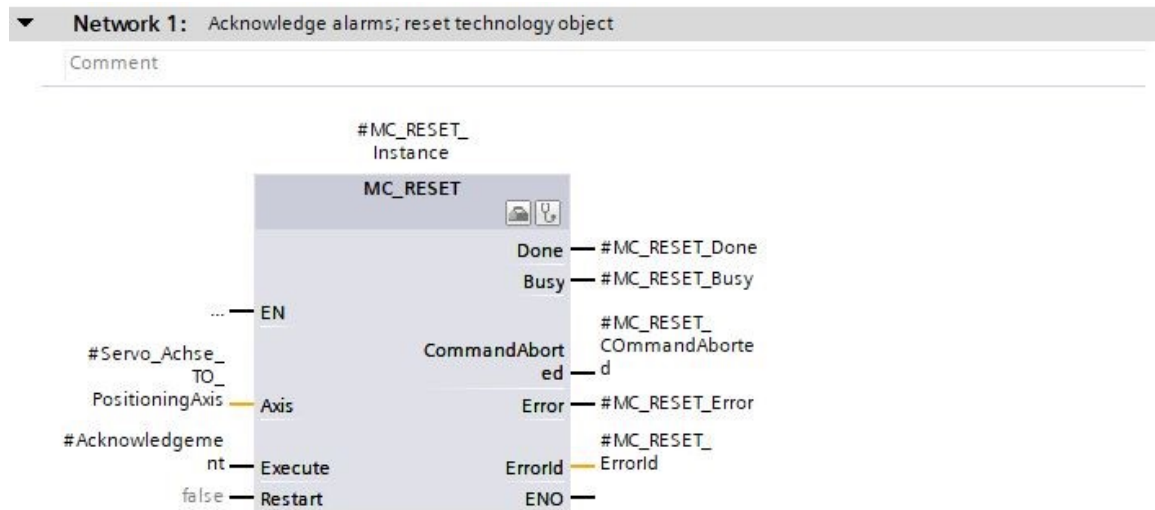 Network 1: Acknowledge alarms; reset technology object
Comment
#MC_RESET_
Instance
MC_RESET
Done
#MC_RESET_Done
Busy
#MC_RESET_Busy
...
EN
#MC_RESET_
COmmandAborte
d
CommandAbort
ed
#Servo_Achse_
TO_
PositioningAxis
Axis
Error
#MC_RESET_Error
#Acknowledgeme
nt
Execute
ErrorId
#MC_RESET_
ErrorId
false
Restart
ENO